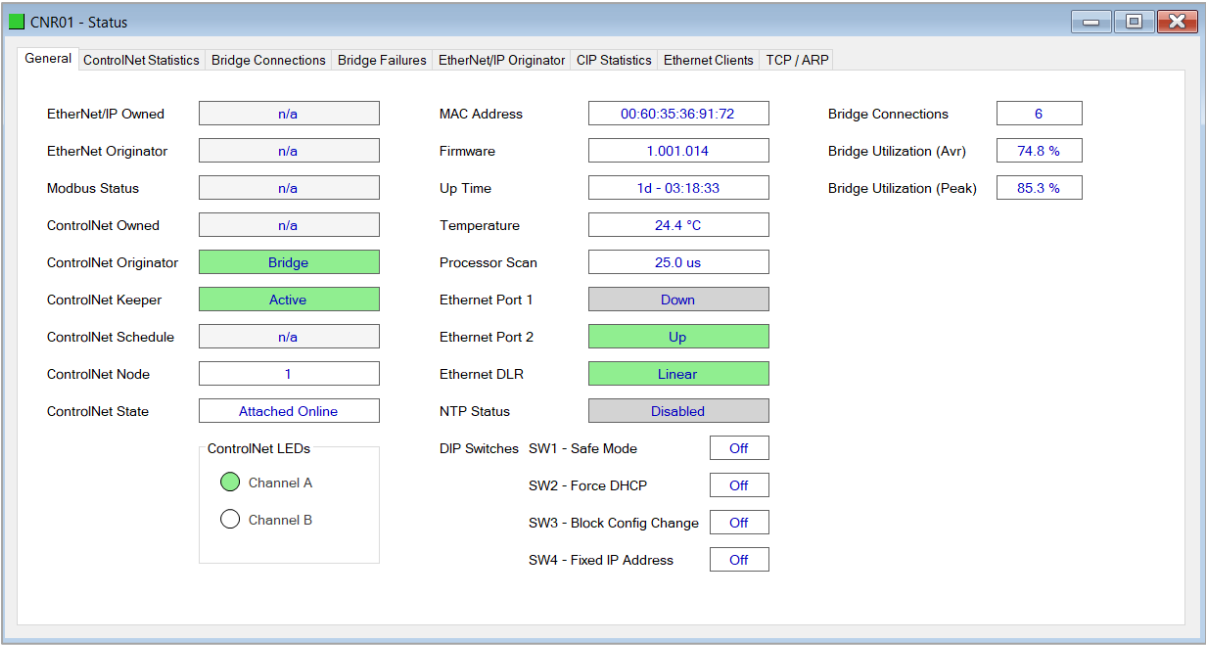 CNR01 - Status
General ControlNet Statistics Bridge Connections Bridge Failures EtherNet/IP Originator CIP Statistics Ethernet Clients TCP / ARP
EtherNet/IP Owned n/a MAC Address 00:60:35:36:91:72 Bridge Connections 6
EtherNet Originator n/a Firmware 1.001.014 Bridge Utilization (Avr) 74.8 %
Modbus Status n/a Up Time 1d - 03:18:33 Bridge Utilization (Peak) 85.3 %
ControlNet Owned n/a Temperature 24.4 °C
ControlNet Originator Bridge Processor Scan 25.0 us
ControlNet Keeper Active Ethernet Port 1 Down
ControlNet Schedule n/a Ethernet Port 2 Up
ControlNet Node 1 Ethernet DLR Linear
ControlNet State Attached Online NTP Status Disabled
ControlNet LEDs DIP Switches SW1 - Safe Mode Off
Channel A SW2 - Force DHCP Off
Channel B SW3 - Block Config Change Off
SW4 - Fixed IP Address Off